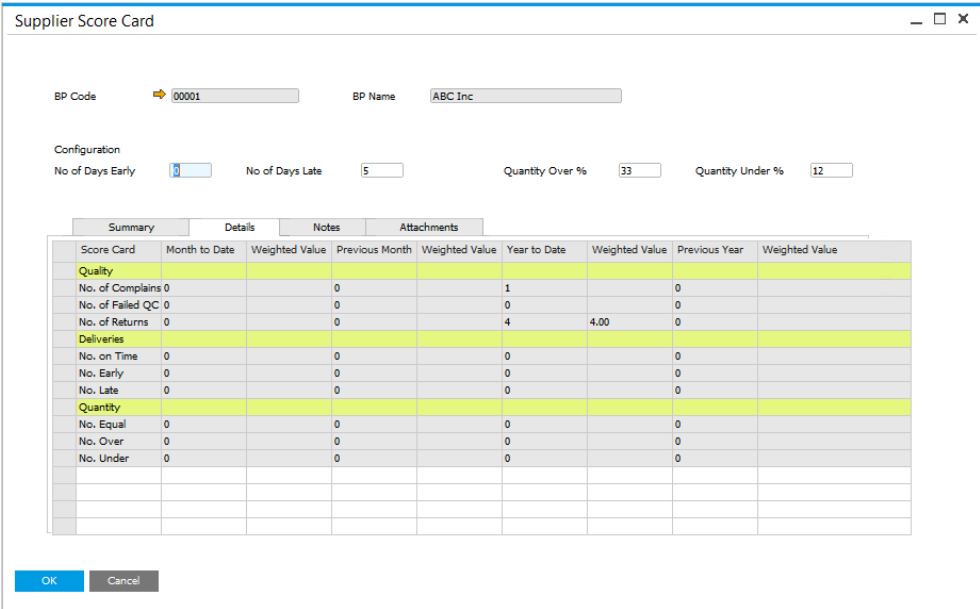 Supplier Score Card
BP Code 00001 BP Name ABC Inc
Configuration
No of Days Early 0 No of Days Late 5 Quantity Over % 33 Quantity Under % 12
Summary Details Notes Attachments
Score Card Month to Date Weighted Value Previous Month Weighted Value Year to Date Weighted Value Previous Year Weighted Value
Quality
No. of Complains 0 0 1 0
No. of Failed QC 0 0 0 0
No. of Returns 0 0 4 4.00 0
Deliveries
No. on Time 0 0 0 0
No. Early 0 0 0 0
No. Late 0 0 0 0
Quantity
No. Equal 0 0 0 0
No. Over 0 0 0 0
No. Under 0 0 0 0
OK Cancel